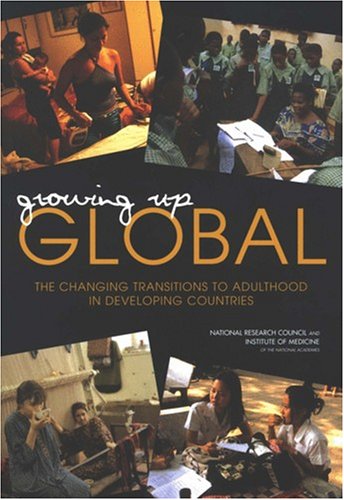 growing up
GLOBAL
THE CHANGING TRANSITIONS TO ADULTHOOD
IN DEVELOPING COUNTRIES
NATIONAL RESEARCH COUNCIL AND
INSTITUTE OF MEDICINE
OF THE NATIONAL ACADEMIES